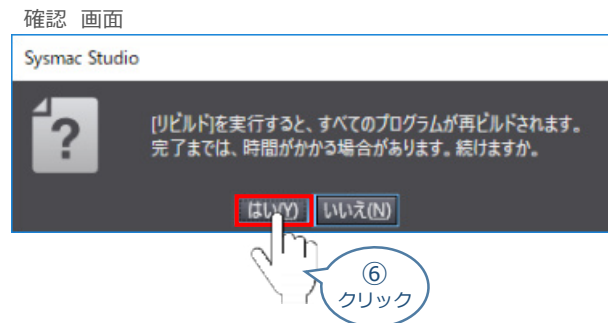 確認 画面
Sysmac Studio
[リビルド]を実行すると、すべてのプログラムが再ビルドされます。
完了までは、時間がかかる場合があります。続けますか。
はい(Y) いいえ(N)
⑥
クリック